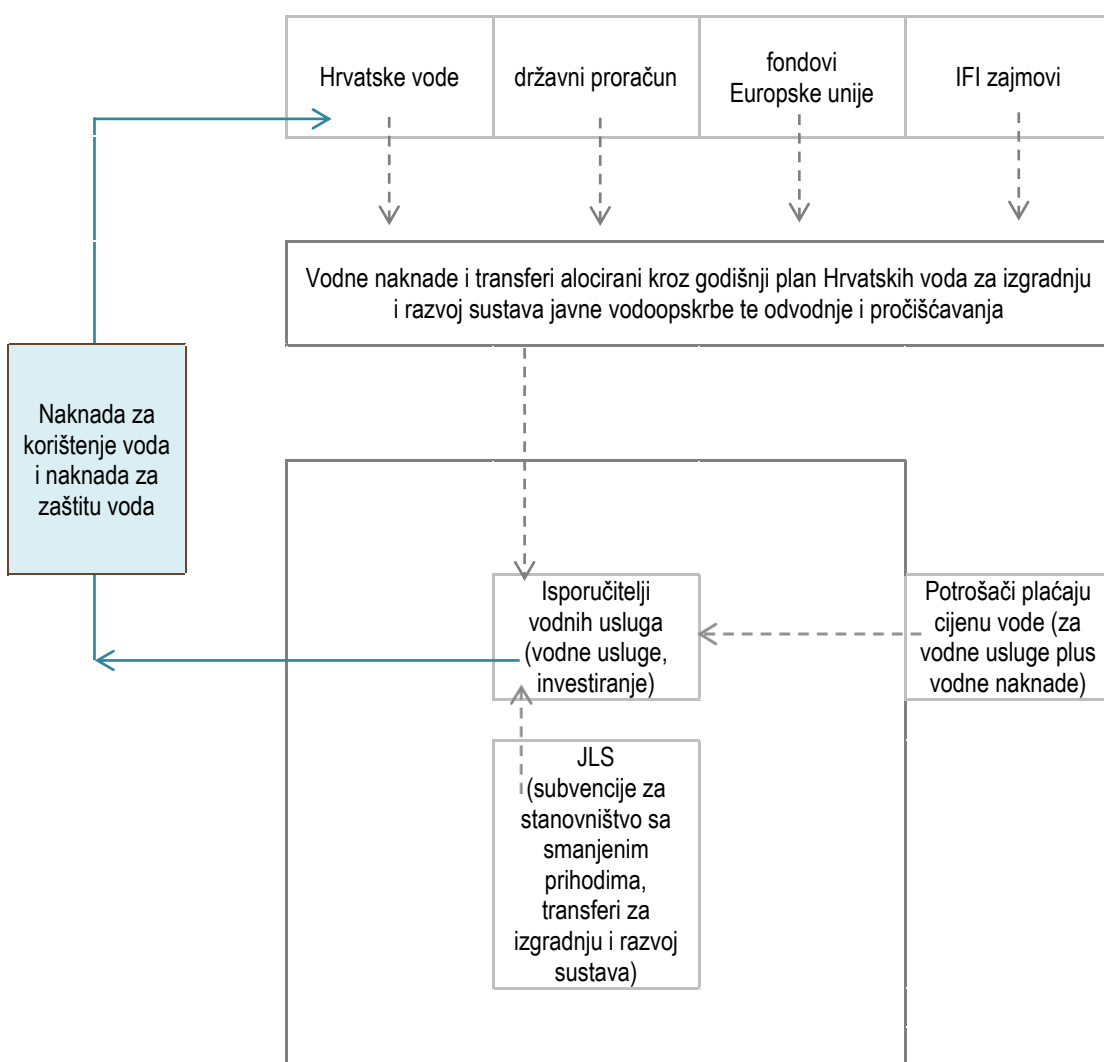 Hrvatske vode
državni proračun
fondovi
Europske unije
IFI zajmovi
Vodne naknade i transferi alocirani kroz godišnji plan Hrvatskih voda za izgradnju
i razvoj sustava javne vodoopskrbe te odvodnje i pročišćavanja
Naknada za
korištenje voda
i naknada za
zaštitu voda
Isporučitelji
vodnih usluga
(vodne usluge,
investiranje)
Potrošači plaćaju
cijenu vode (za
vodne usluge plus
vodne naknade)
JLS
(subvencije za
stanovništvo sa
smanjenim
prihodima,
transferi za
izgradnju i razvoj
sustava)